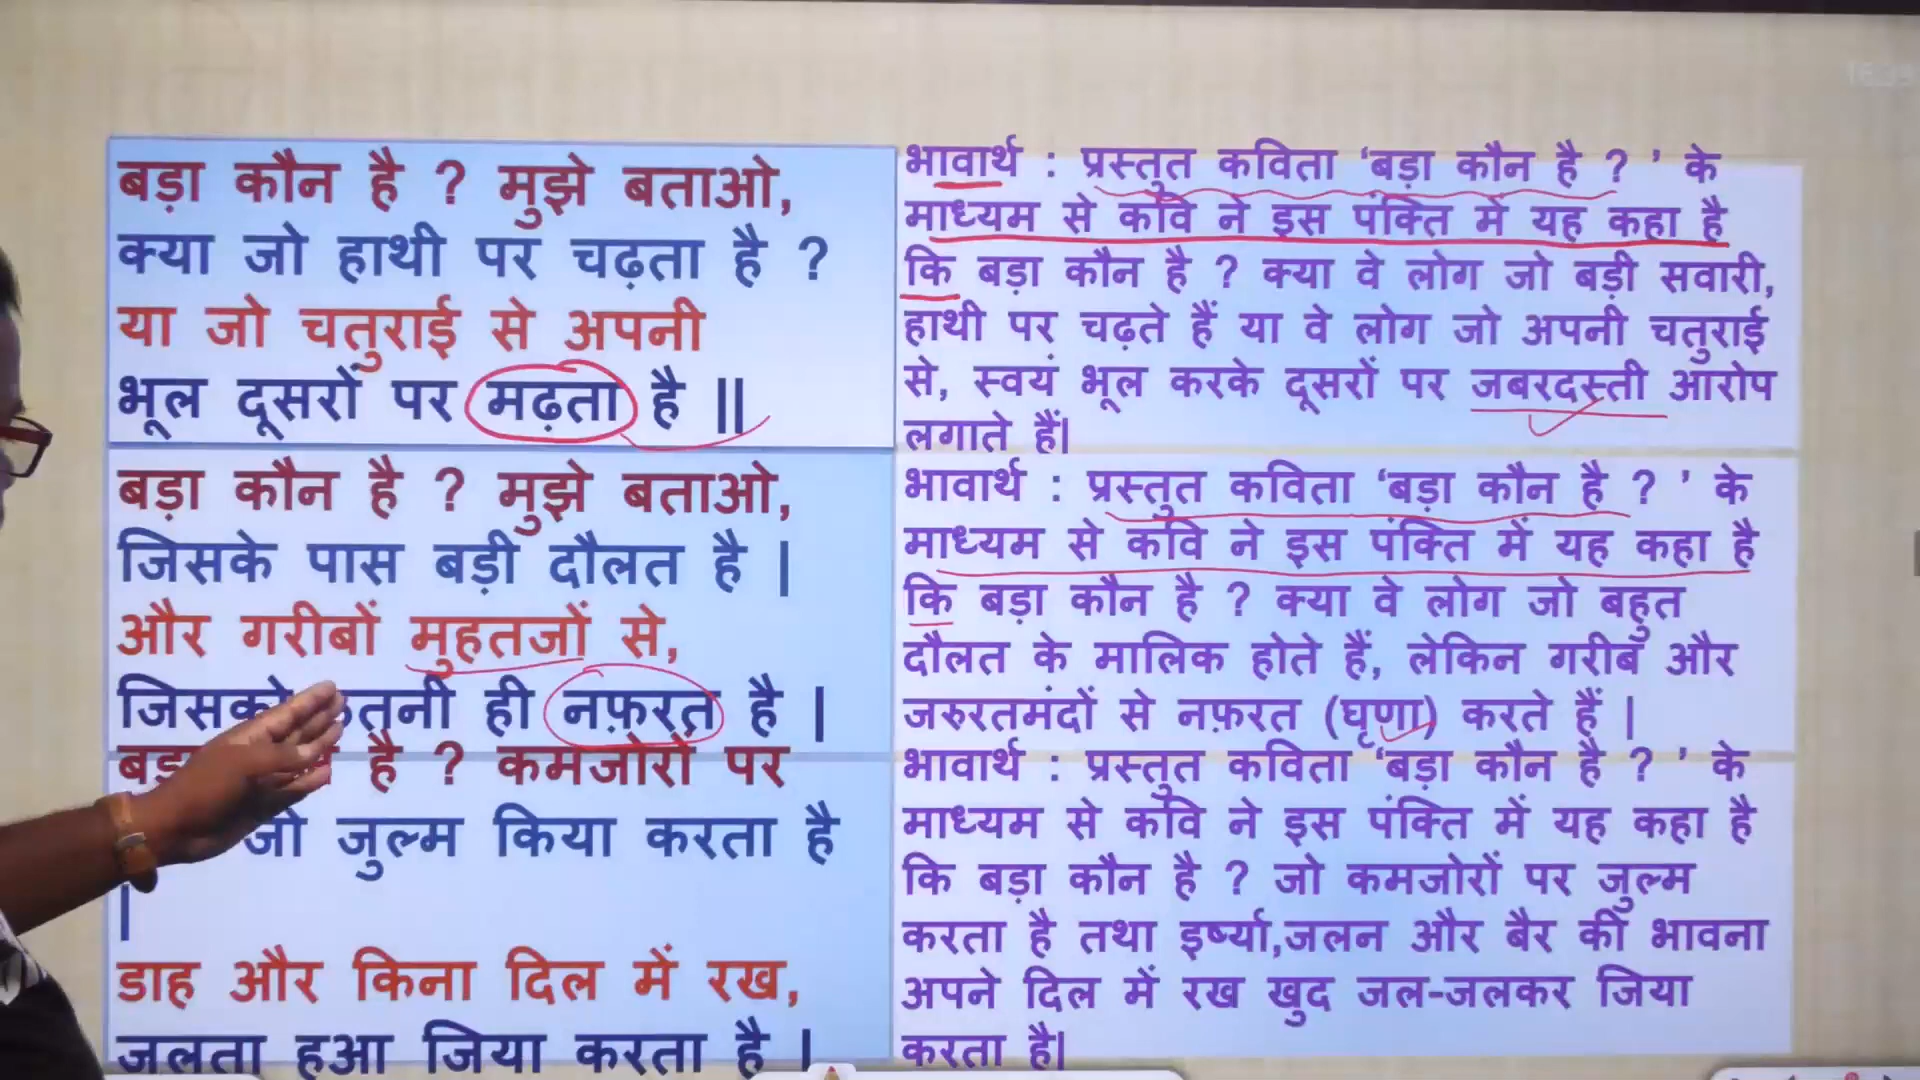 बड़ा कौन है ? मुझे बताओ,
क्या जो हाथी पर चढ़ता है ?
या जो चतुराई से अपनी
भूल दूसरों पर मढ़ता है ||
भावार्थ : प्रस्तुत कविता ‘बड़ा कौन है ? ’ के
माध्यम से कवि ने इस पंक्ति में यह कहा है
कि बड़ा कौन है ? क्या वे लोग जो बड़ी सवारी,
हाथी पर चढ़ते हैं या वे लोग जो अपनी चतुराई
से, स्वयं भूल करके दूसरों पर जबरदस्ती आरोप
लगाते हैं|
बड़ा कौन है ? मुझे बताओ,
जिसके पास बड़ी दौलत है |
और गरीबों मुहतजों से,
जिसको ही नफ़रत है |
भावार्थ : प्रस्तुत कविता ‘बड़ा कौन है ? ’ के
माध्यम से कवि ने इस पंक्ति में यह कहा है
कि बड़ा कौन है ? क्या वे लोग जो बहुत
दौलत के मालिक होते हैं, लेकिन गरीब और
जरुरतमंदों से नफ़रत (घृणा) करते हैं |
है ? कमजोरों पर
जो जुल्म किया करता है
|
डाह और किना दिल में रख,
जलता हुआ जिया करता है |
भावार्थ : प्रस्तुत कविता ‘बड़ा कौन है ? ’ के
माध्यम से कवि ने इस पंक्ति में यह कहा है
कि बड़ा कौन है ? जो कमजोरों पर जुल्म
करता है तथा इर्ष्या,जलन और बैर की भावना
अपने दिल में रख खुद जल-जलकर जिया
करता है|